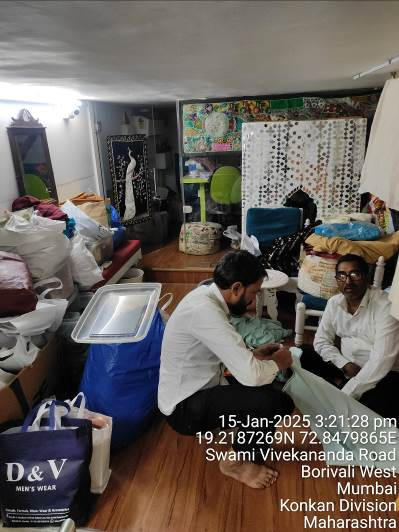 D & V
MEN'S WEAR
15-Jan-2025 3:21:28 pm
19.2187269N 72.8479865E
Swami Vivekananda Road
Borivali West
Mumbai
Konkan Division
Maharashtra